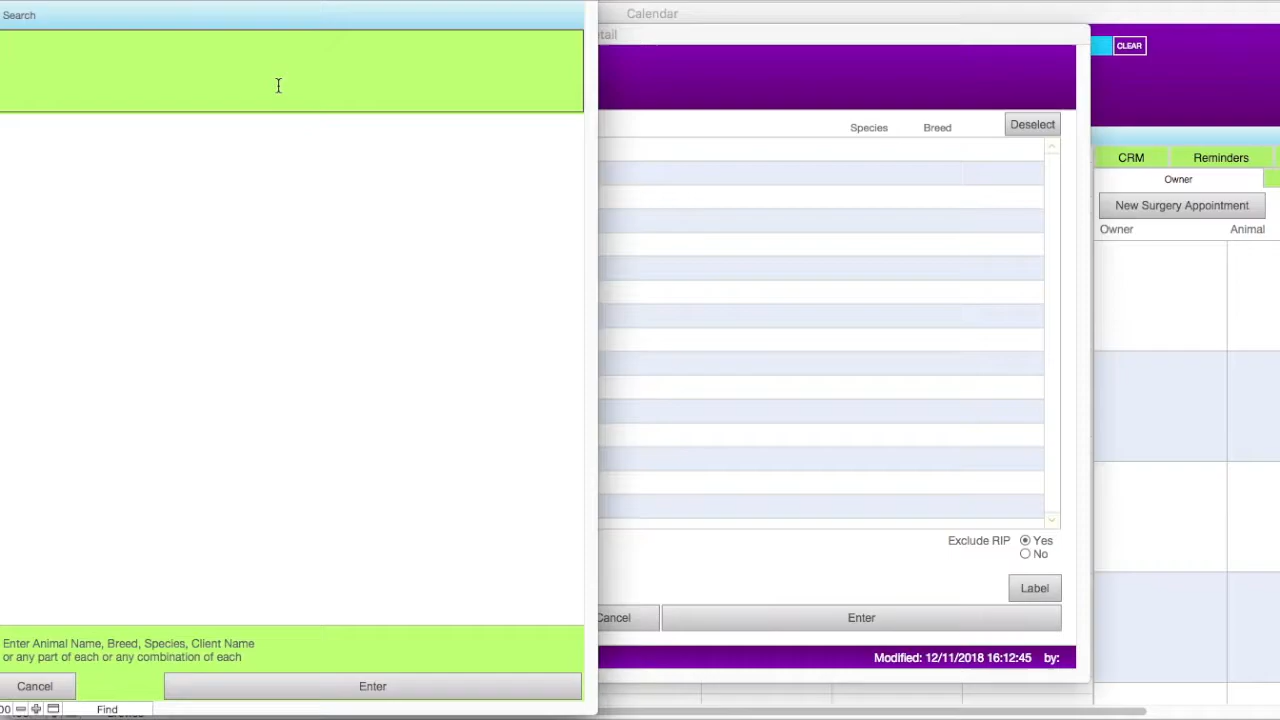 Search
Calendar
tail
CLEAR
Species
Breed
Deselect
CRM
Reminders
Owner
New Surgery Appointment
Owner
Animal
Exclude RIP
Yes
No
Label
Cancel
Enter
Modified: 12/11/2018 16:12:45 by:
Enter Animal Name, Breed, Species, Client Name
or any part of each or any combination of each
Cancel
Enter
00
Find